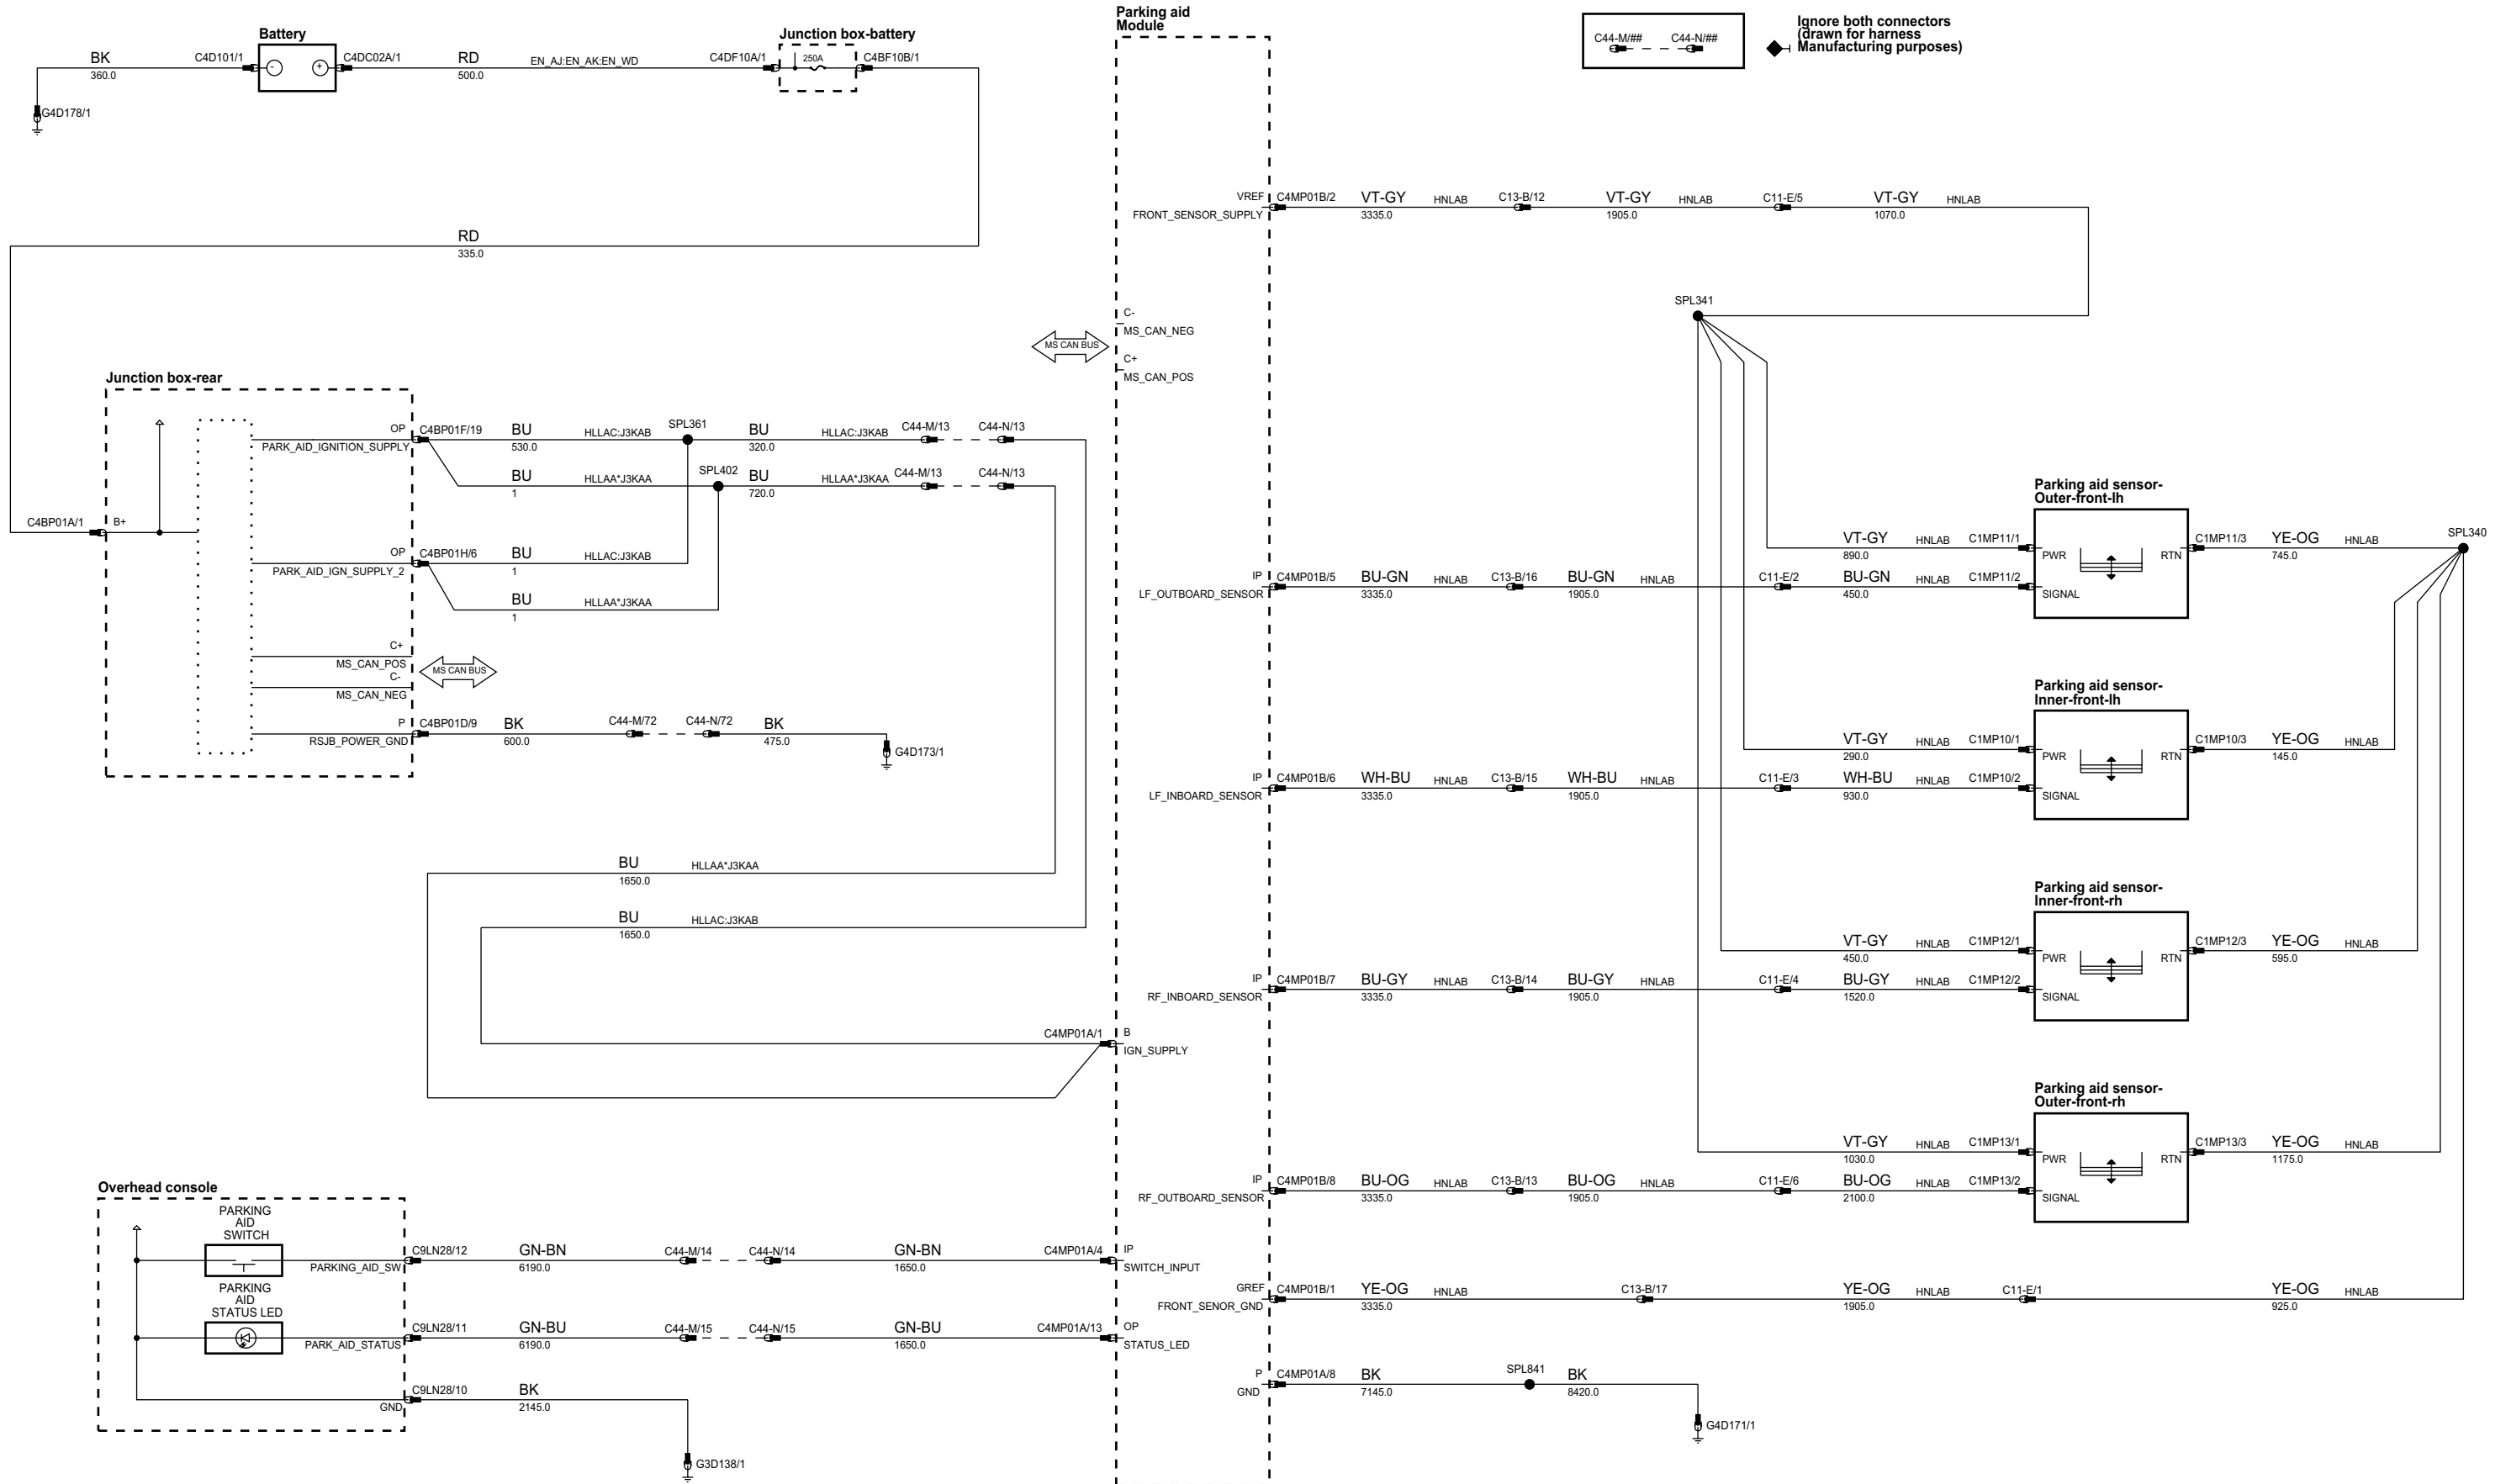 Parking aid
Module
Ignore both connectors
(drawn for harness
Manufacturing purposes)
C44-M/## C44-N/##
Battery
Junction box-battery
BK
360.0
C4D101/1
-
+
C4DC02A/1
RD
500.0
EN_AJ:EN_AK:EN_WD
C4DF10A/1
250A
C4BF10B/1
G4D178/1
RD
335.0
VREF
FRONT_SENSOR_SUPPLY
C4MP01B/2
VT-GY
3335.0
HNLAB
C13-B/12
VT-GY
1905.0
HNLAB
C11-E/5
VT-GY
1070.0
HNLAB
SPL341
C-
MS_CAN_NEG
MS CAN BUS
C+
MS_CAN_POS
Junction box-rear
OP
PARK_AID_IGNITION_SUPPLY
C4BP01F/19
BU
530.0
HLLAC:J3KAB
SPL361
BU
320.0
HLLAC:J3KAB
C44-M/13
C44-N/13
BU
1
HLLAA*J3KAA
SPL402
BU
720.0
HLLAA*J3KAA
C44-M/13
C44-N/13
C4BP01A/1
B+
OP
PARK_AID_IGN_SUPPLY_2
C4BP01H/6
BU
1
HLLAC:J3KAB
BU
1
HLLAA*J3KAA
C+
MS_CAN_POS
C-
MS_CAN_NEG
MS CAN BUS
P
RSJB_POWER_GND
C4BP01D/9
BK
600.0
C44-M/72
C44-N/72
BK
475.0
G4D173/1
BU
1650.0
HLLAA*J3KAA
BU
1650.0
HLLAC:J3KAB
C4MP01A/1
B
IGN_SUPPLY
Parking aid sensor-
Outer-front-lh
VT-GY
890.0
HNLAB
C1MP11/1
PWR
RTN
C1MP11/3
YE-OG
745.0
HNLAB
SPL340
IP
LF_OUTBOARD_SENSOR
C4MP01B/5
BU-GN
3335.0
HNLAB
C13-B/16
BU-GN
1905.0
HNLAB
C11-E/2
BU-GN
450.0
HNLAB
C1MP11/2
SIGNAL
Parking aid sensor-
Inner-front-lh
VT-GY
290.0
HNLAB
C1MP10/1
PWR
RTN
C1MP10/3
YE-OG
145.0
HNLAB
IP
LF_INBOARD_SENSOR
C4MP01B/6
WH-BU
3335.0
HNLAB
C13-B/15
WH-BU
1905.0
HNLAB
C11-E/3
WH-BU
930.0
HNLAB
C1MP10/2
SIGNAL
Parking aid sensor-
Inner-front-rh
VT-GY
450.0
HNLAB
C1MP12/1
PWR
RTN
C1MP12/3
YE-OG
595.0
HNLAB
IP
RF_INBOARD_SENSOR
C4MP01B/7
BU-GY
3335.0
HNLAB
C13-B/14
BU-GY
1905.0
HNLAB
C11-E/4
BU-GY
1520.0
HNLAB
C1MP12/2
SIGNAL
Parking aid sensor-
Outer-front-rh
VT-GY
1030.0
HNLAB
C1MP13/1
PWR
RTN
C1MP13/3
YE-OG
1175.0
HNLAB
IP
RF_OUTBOARD_SENSOR
C4MP01B/8
BU-OG
3335.0
HNLAB
C13-B/13
BU-OG
1905.0
HNLAB
C11-E/6
BU-OG
2100.0
HNLAB
C1MP13/2
SIGNAL
Overhead console
PARKING
AID
SWITCH
PARKING_AID_SW
C9LN28/12
GN-BN
6190.0
C44-M/14
C44-N/14
GN-BN
1650.0
C4MP01A/4
IP
SWITCH_INPUT
PARKING
AID
STATUS LED
PARK_AID_STATUS
C9LN28/11
GN-BU
6190.0
C44-M/15
C44-N/15
GN-BU
1650.0
C4MP01A/13
OP
STATUS_LED
GND
C9LN28/10
BK
2145.0
G3D138/1
GREF
FRONT_SENOR_GND
C4MP01B/1
YE-OG
3335.0
HNLAB
C13-B/17
YE-OG
1905.0
HNLAB
C11-E/1
YE-OG
925.0
HNLAB
P
GND
C4MP01A/8
BK
7145.0
SPL841
BK
8420.0
G4D171/1